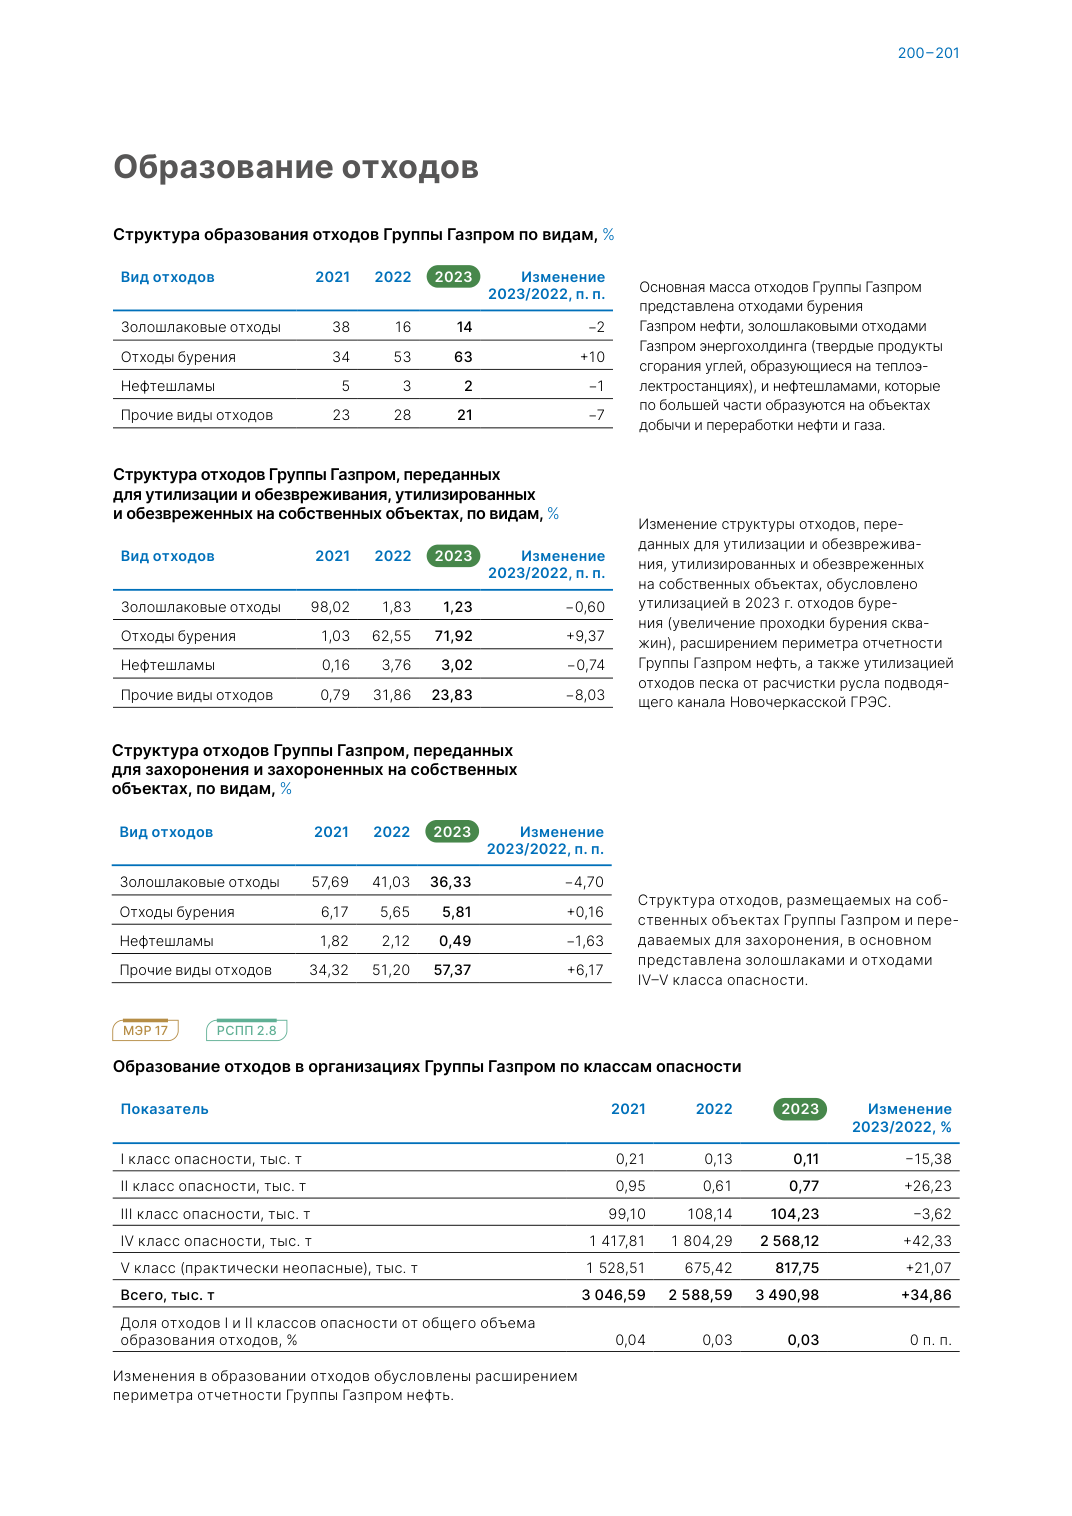 200–201
Образование отходов
Структура образования отходов Группы Газпром по видам, %
Вид отходов 2021 2022 2023 Изменение
2023/2022, п. п.
Золошлаковые отходы 38 16 14 −2
Отходы бурения 34 53 63 +10
Нефтешламы 5 3 2 −1
Прочие виды отходов 23 28 21 −7
Основная масса отходов Группы Газпром
представлена отходами бурения
Газпром нефти, золошлаковыми отходами
Газпром энергохолдинга (твердые продукты
сгорания углей, образующиеся на теплоэ-
лектростанциях), и нефтешламами, которые
по большей части образуются на объектах
добычи и переработки нефти и газа.
Структура отходов Группы Газпром, переданных
для утилизации и обезвреживания, утилизированных
и обезвреженных на собственных объектах, по видам, %
Вид отходов 2021 2022 2023 Изменение
2023/2022, п. п.
Золошлаковые отходы 98,02 1,83 1,23 −0,60
Отходы бурения 1,03 62,55 71,92 +9,37
Нефтешламы 0,16 3,76 3,02 −0,74
Прочие виды отходов 0,79 31,86 23,83 −8,03
Изменение структуры отходов, пере-
данных для утилизации и обезврежива-
ния, утилизированных и обезвреженных
на собственных объектах, обусловлено
утилизацией в 2023 г. отходов буре-
ния (увеличение проходки бурения сква-
жин), расширением периметра отчетности
Группы Газпром нефть, а также утилизацией
отходов песка от расчистки русла подводя-
щего канала Новочеркасской ГРЭС.
Структура отходов Группы Газпром, переданных
для захоронения и захороненных на собственных
объектах, по видам, %
Вид отходов 2021 2022 2023 Изменение
2023/2022, п. п.
Золошлаковые отходы 57,69 41,03 36,33 −4,70
Отходы бурения 6,17 5,65 5,81 +0,16
Нефтешламы 1,82 2,12 0,49 −1,63
Прочие виды отходов 34,32 51,20 57,37 +6,17
Структура отходов, размещаемых на соб-
ственных объектах Группы Газпром и пере-
даваемых для захоронения, в основном
представлена золошлаками и отходами
IV–V класса опасности.
МЭР 17 РСПП 2.8
Образование отходов в организациях Группы Газпром по классам опасности
Показатель 2021 2022 2023 Изменение
2023/2022, %
I класс опасности, тыс. т 0,21 0,13 0,11 −15,38
II класс опасности, тыс. т 0,95 0,61 0,77 +26,23
III класс опасности, тыс. т 99,10 108,14 104,23 −3,62
IV класс опасности, тыс. т 1 417,81 1 804,29 2 568,12 +42,33
V класс (практически неопасные), тыс. т 1 528,51 675,42 817,75 +21,07
Всего, тыс. т 3 046,59 2 588,59 3 490,98 +34,86
Доля отходов I и II классов опасности от общего объема
образования отходов, % 0,04 0,03 0,03 0 п. п.
Изменения в образовании отходов обусловлены расширением
периметра отчетности Группы Газпром нефть.